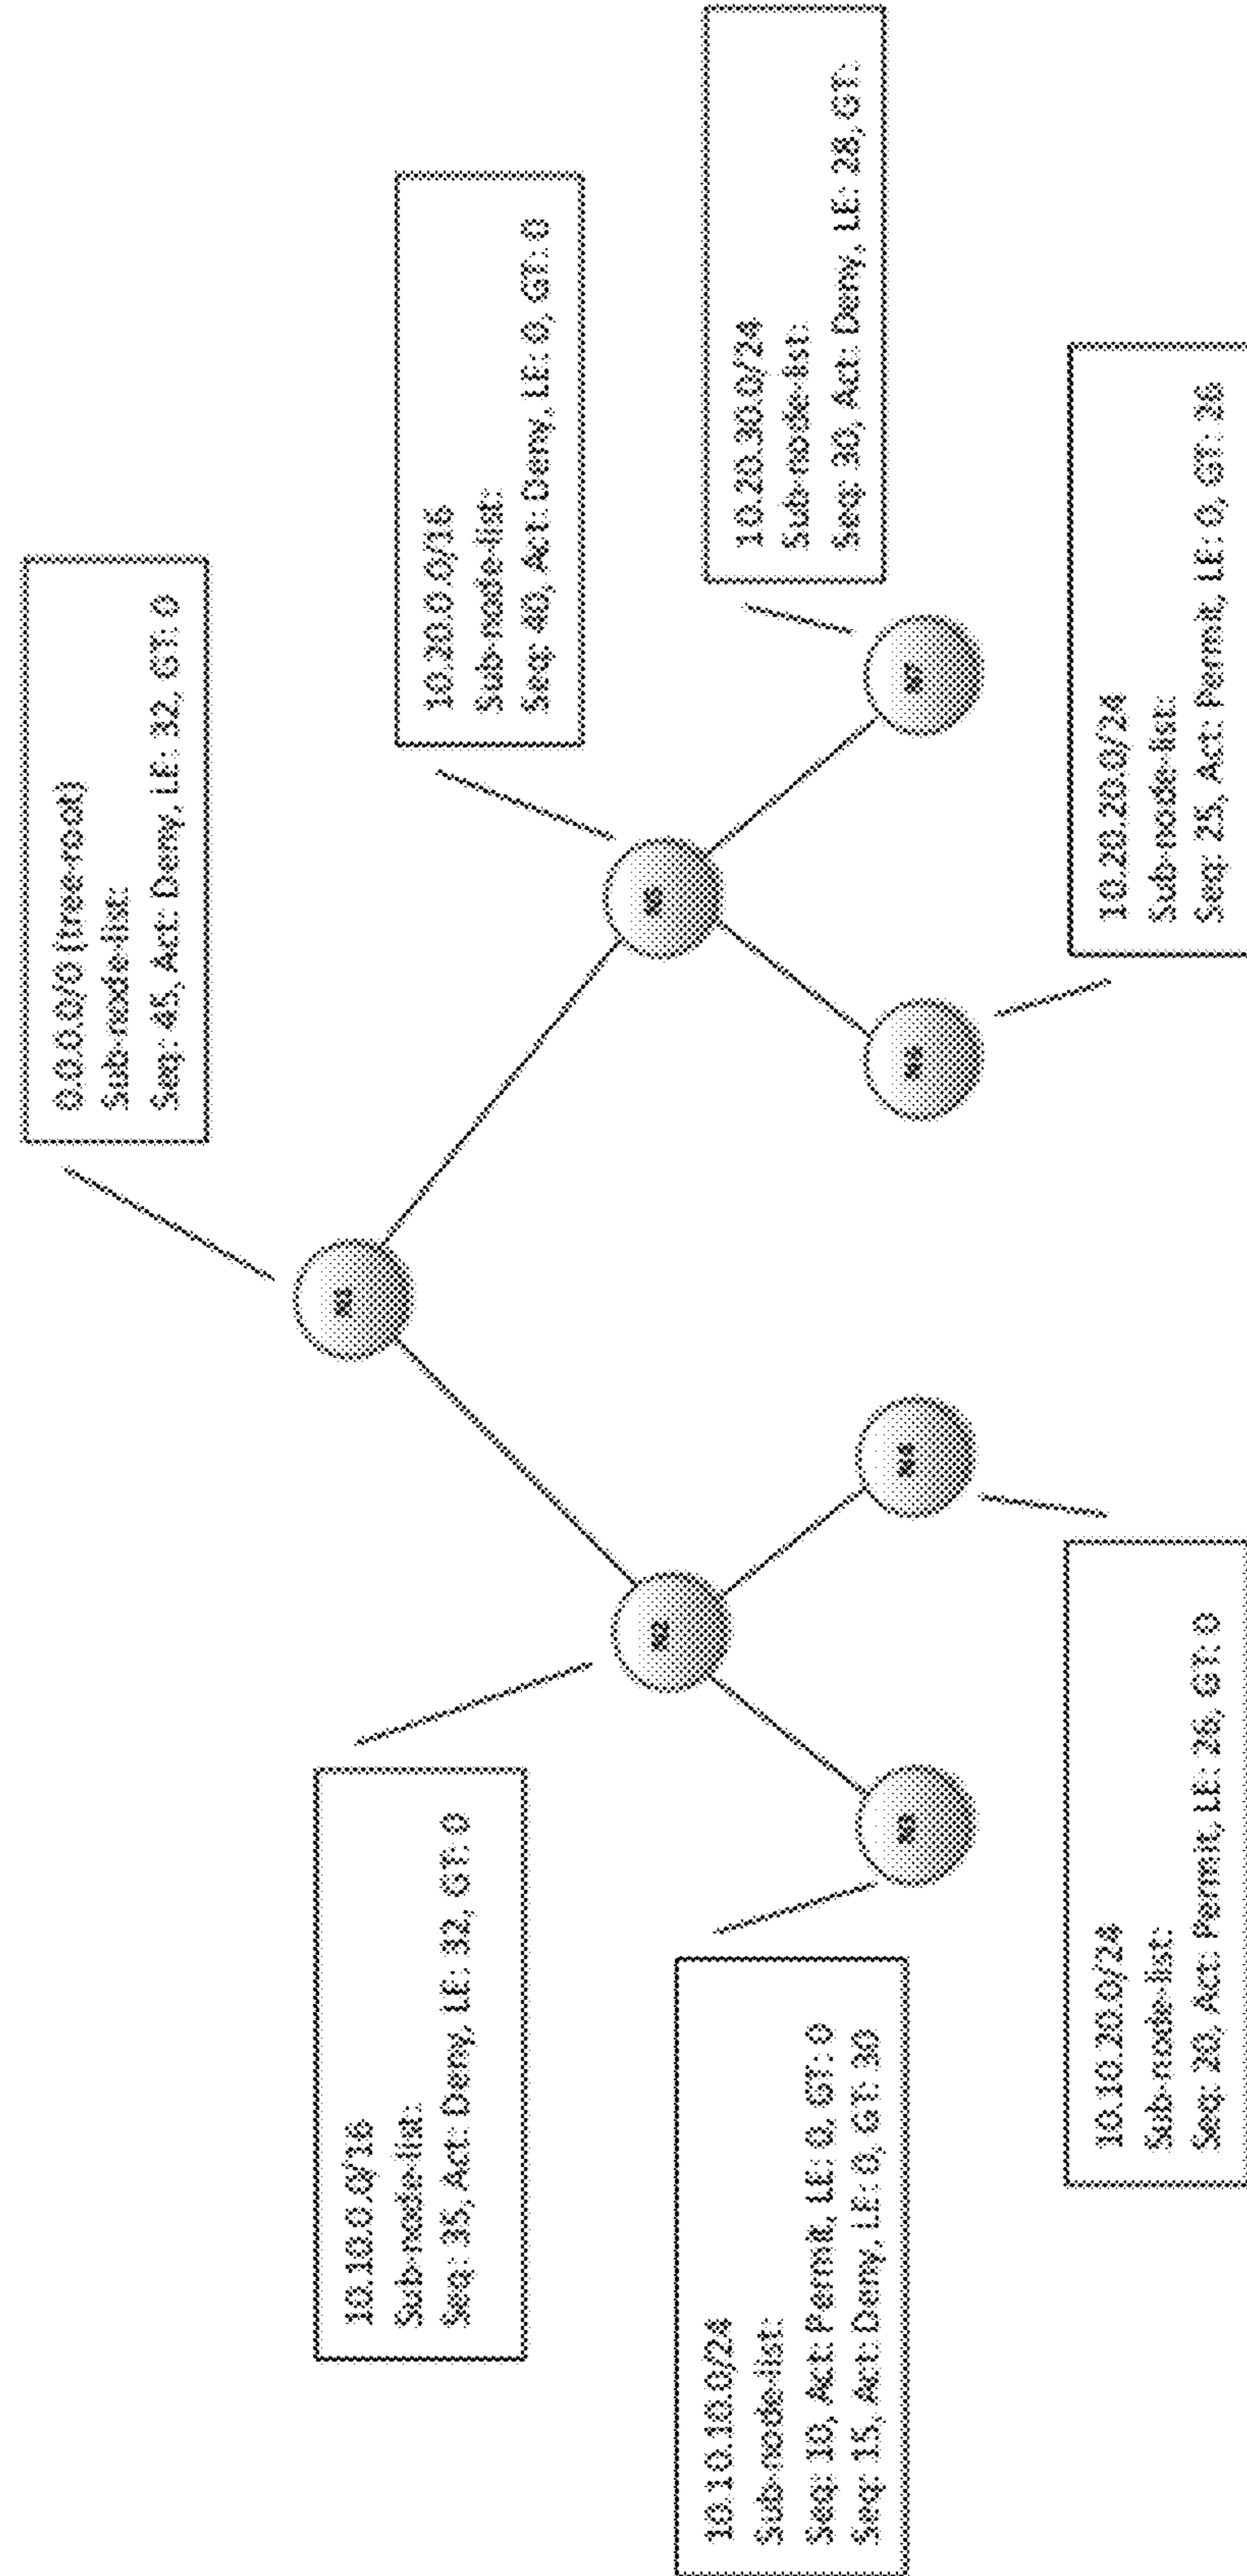 0.0.0.0/0 (tree-root)
Sub-node-list:
Seq: 45, Act: Deny, LE: 32, GT: 0
N1
10.10.0.0/16
Sub-node-list:
Seq: 35, Act: Deny, LE: 32, GT: 0
10.20.0.0/16
Sub-node-list:
Seq: 40, Act: Deny, LE: 0, GT: 0
N2
10.10.10.0/24
Sub-node-list:
Seq: 10, Act: Permit, LE: 0, GT: 0
Seq: 15, Act: Deny, LE: 0, GT: 30
N3
N4
10.20.30.0/24
Sub-node-list:
Seq: 30, Act: Deny, LE: 28, GT:
10.10.20.0/24
Sub-node-list:
Seq: 20, Act: Permit, LE: 26, GT: 0
10.20.20.0/24
Sub-node-list:
Seq: 25, Act: Permit, LE: 0, GT: 26